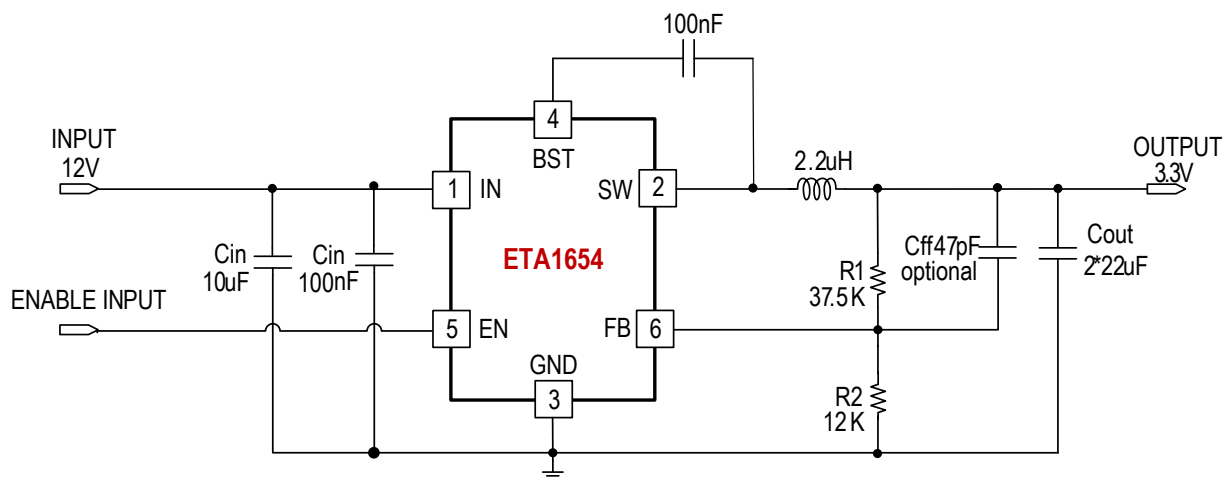 100nF
INPUT
12V
4
BST
OUTPUT
3.3V
2.2uH
1
IN
SW
2
ETA1654
Cin
10uF
Cin
100nF
Cff47pF
optional
Cout
2*22uF
R1
37.5K
ENABLE INPUT
5
EN
FB
6
GND
3
R2
12K